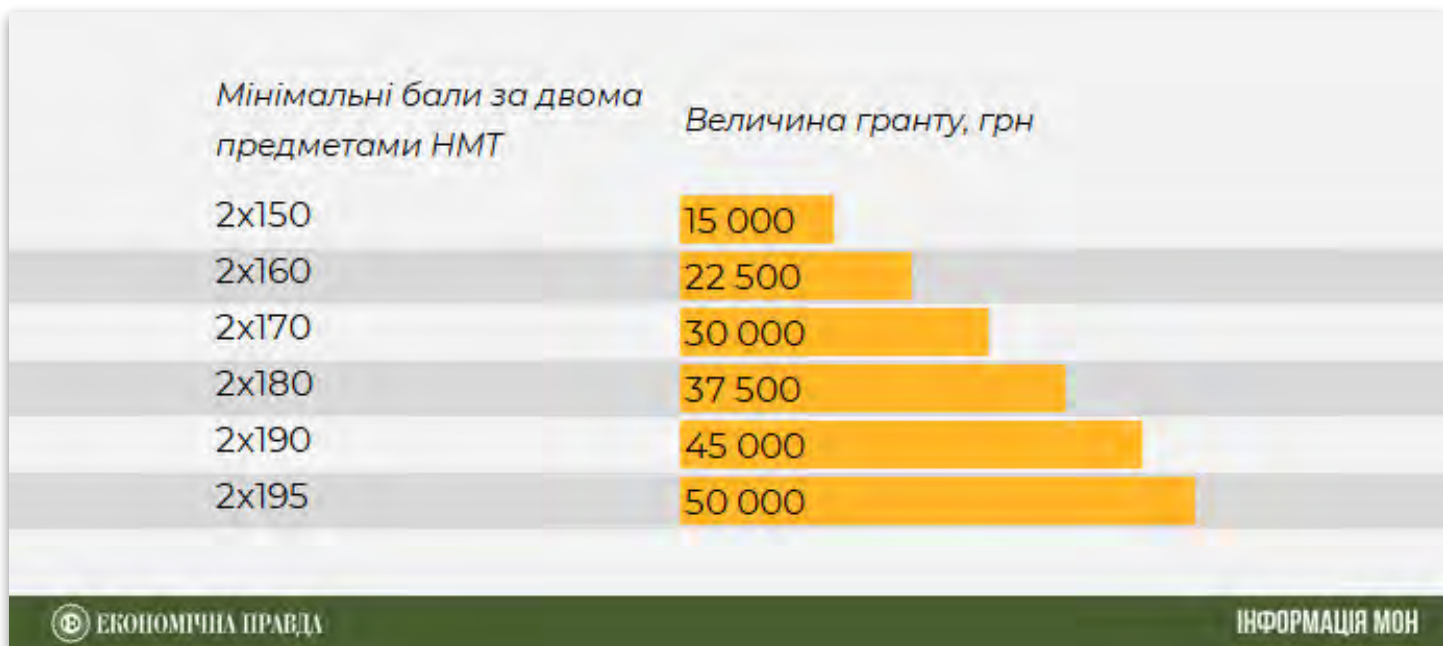 Мінімальні бали за двома
предметами НМТ
Величина гранту, грн
2x150
15 000
2x160
22 500
2x170
30 000
2x180
37 500
2x190
45 000
2x195
50 000
ЕКОНОМІЧНА ПРАВДА
ІНФОРМАЦІЯ МОН